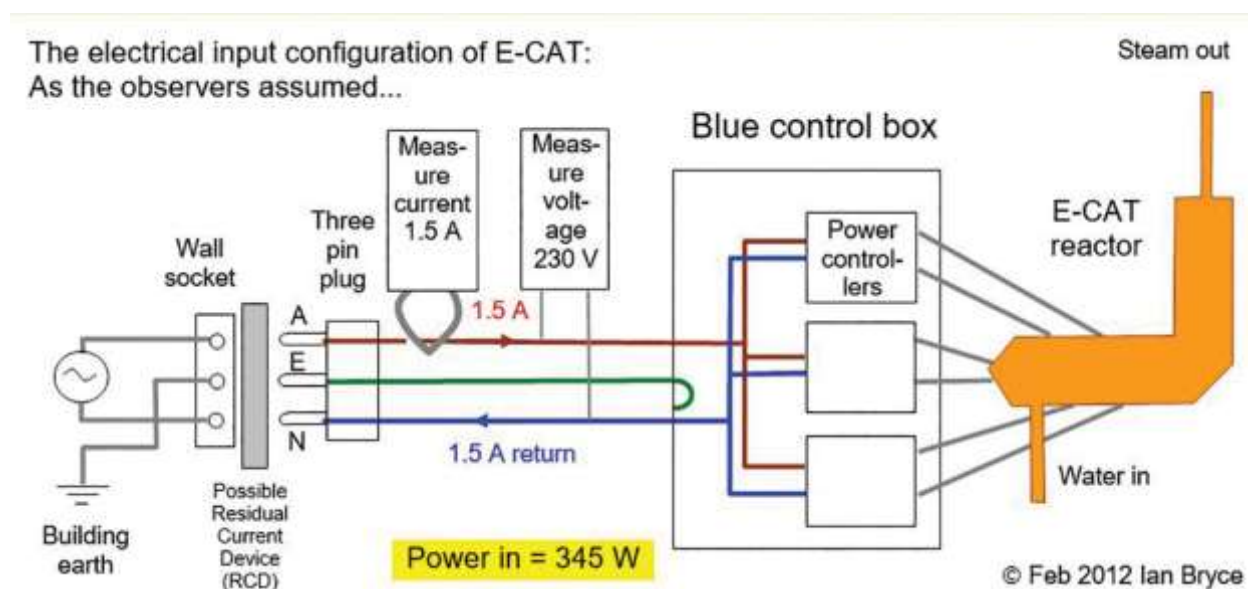 The electrical input configuration of E-CAT:
As the observers assumed...
Steam out
Blue control box
Meas-
ure
current
1.5 A
Meas-
ure
volt-
age
230 V
Three
pin
plug
Wall
socket
E-CAT
reactor
Power
control-
lers
A
1.5 A
E
N
1.5 A return
Water in
Possible
Residual
Current
Device
(RCD)
Building
earth
Power in = 345 W
© Feb 2012 Ian Bryce